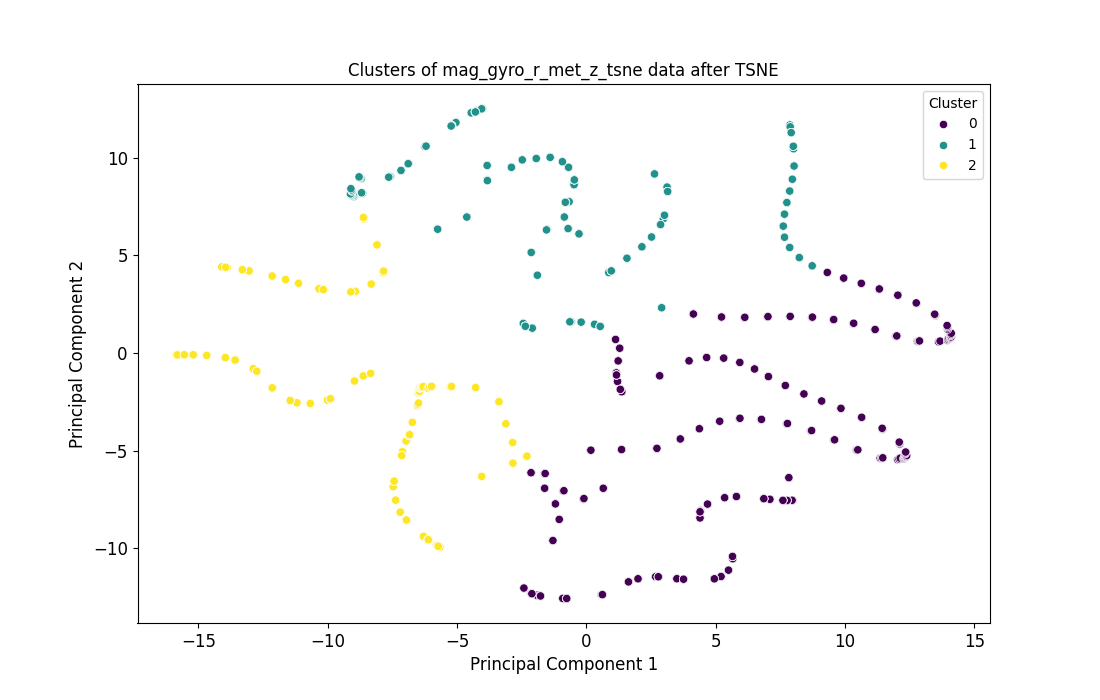 Clusters of mag_gyro_r_met_z_tsne data after TSNE
Cluster
0
1
2
Principal Component 2
10
5
0
−5
−10
−15 −10 −5 0 5 10 15
Principal Component 1